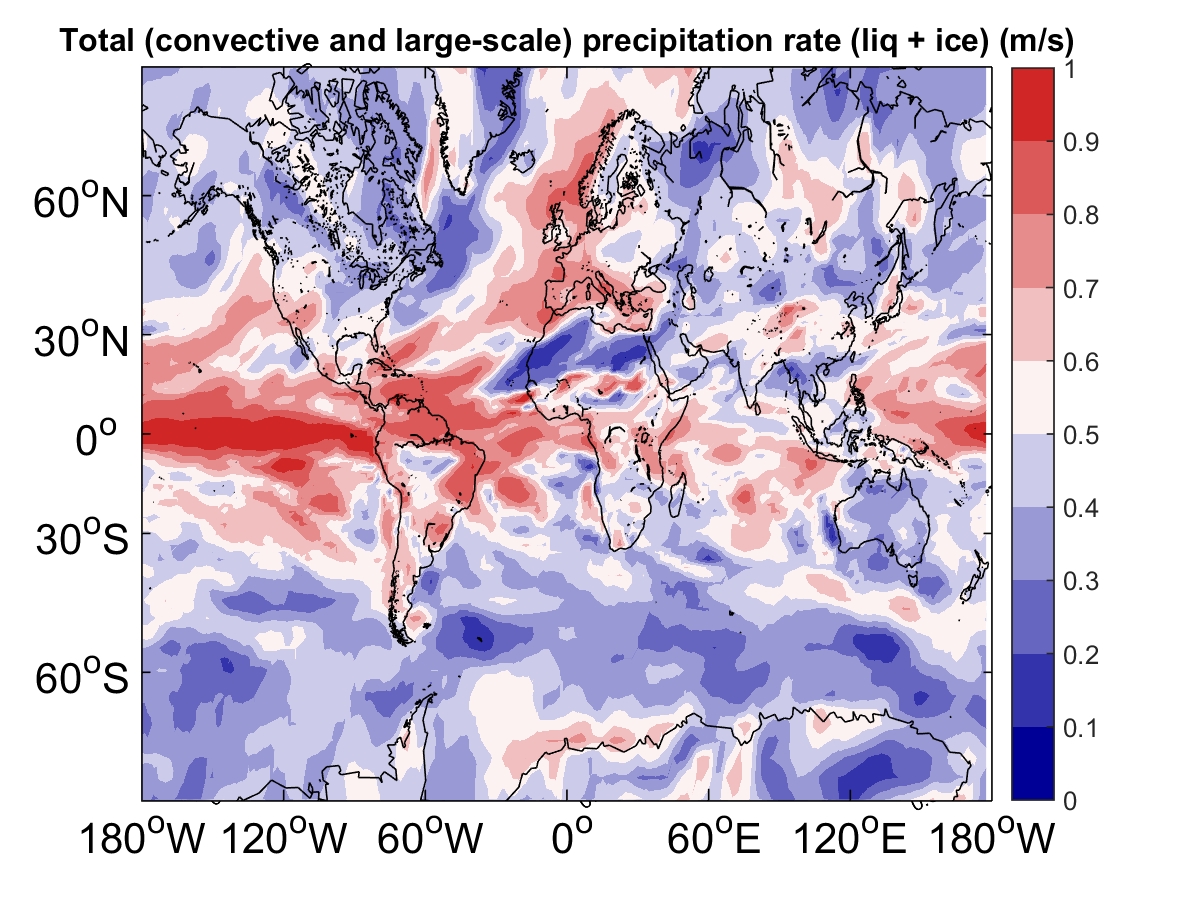 Total (convective and large-scale) precipitation rate (liq + ice) (m/s)
1
0.9
0.8
0.7
0.6
0.5
0.4
0.3
0.2
0.1
0
60°N
30°N
0°
30°S
60°S
180°W 120°W 60°W 0° 60°E 120°E 180°W